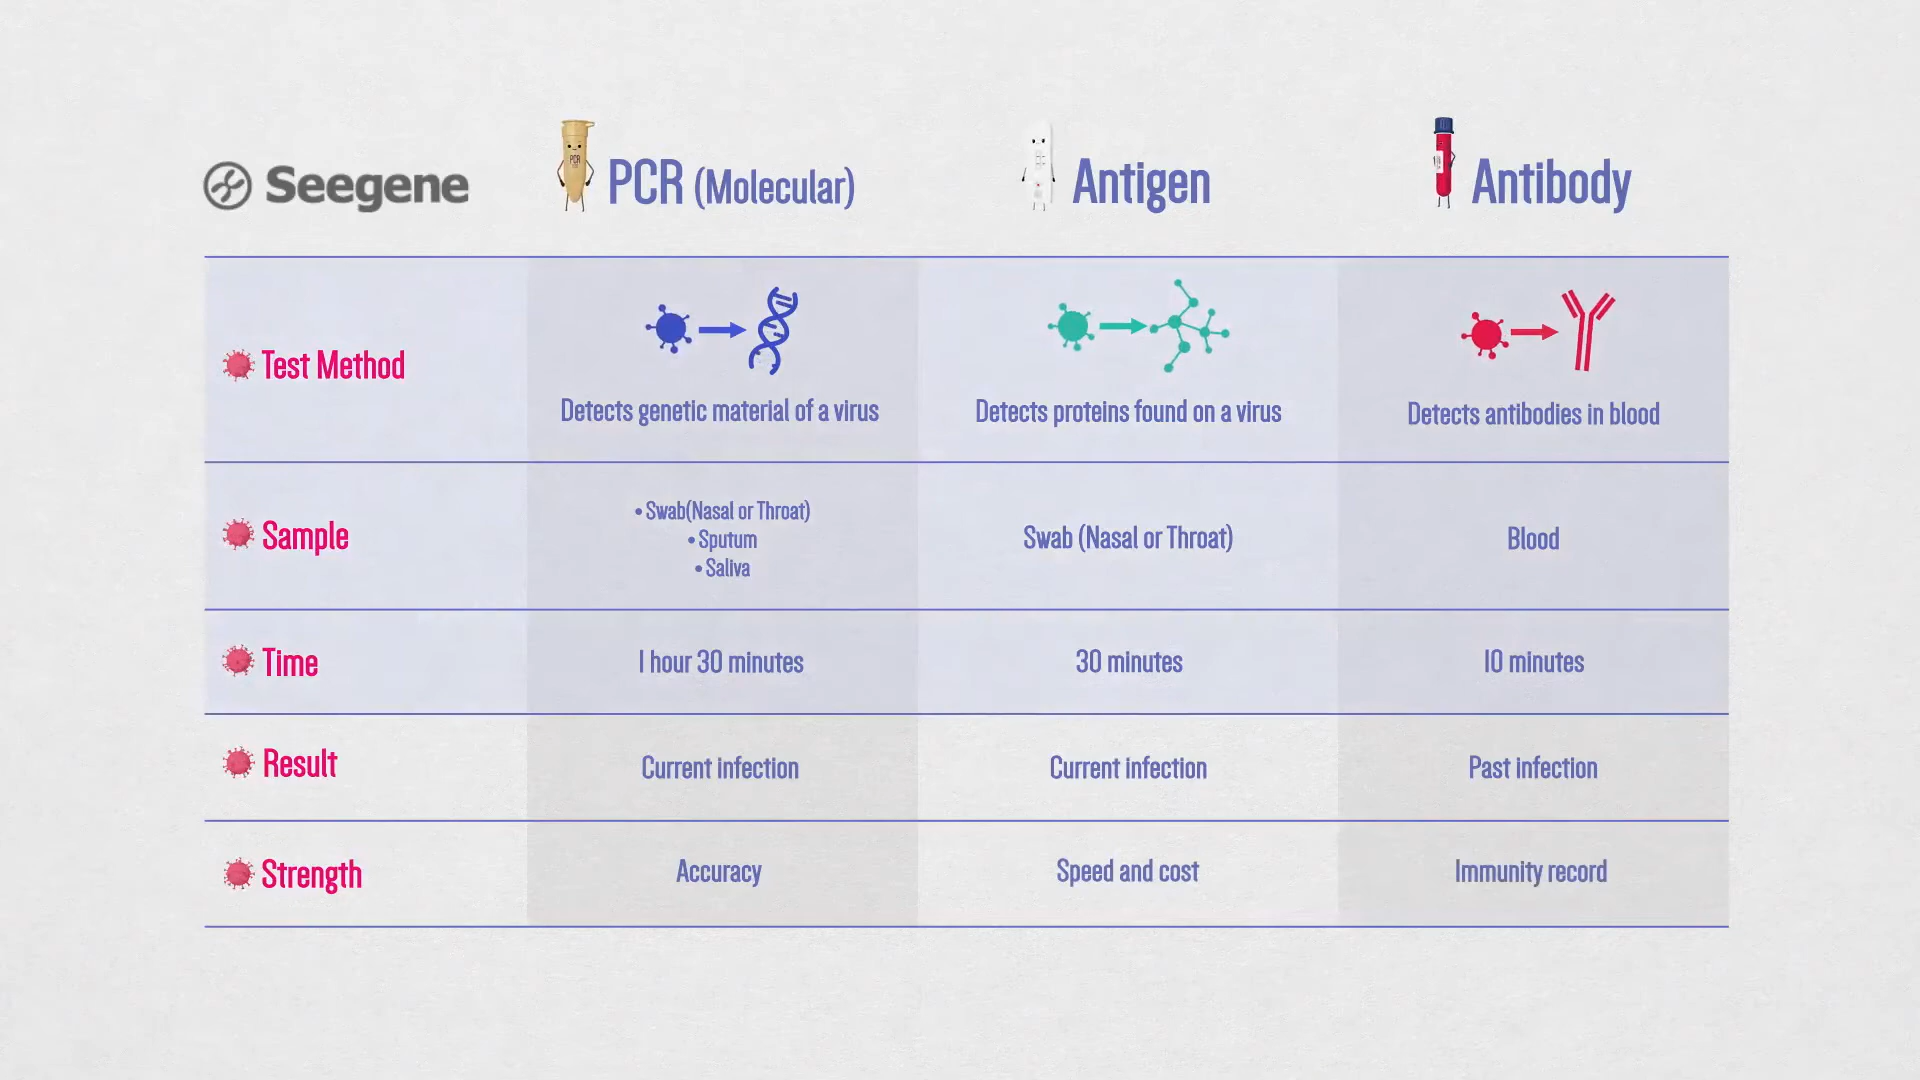 Seegene
PCR
PCR (Molecular)
Antigen
Antibody
Test Method
Detects genetic material of a virus
Detects proteins found on a virus
Detects antibodies in blood
Sample
• Swab(Nasal or Throat)
• Sputum
• Saliva
Swab (Nasal or Throat)
Blood
Time
1 hour 30 minutes
30 minutes
10 minutes
Result
Current infection
Current infection
Past infection
Strength
Accuracy
Speed and cost
Immunity record